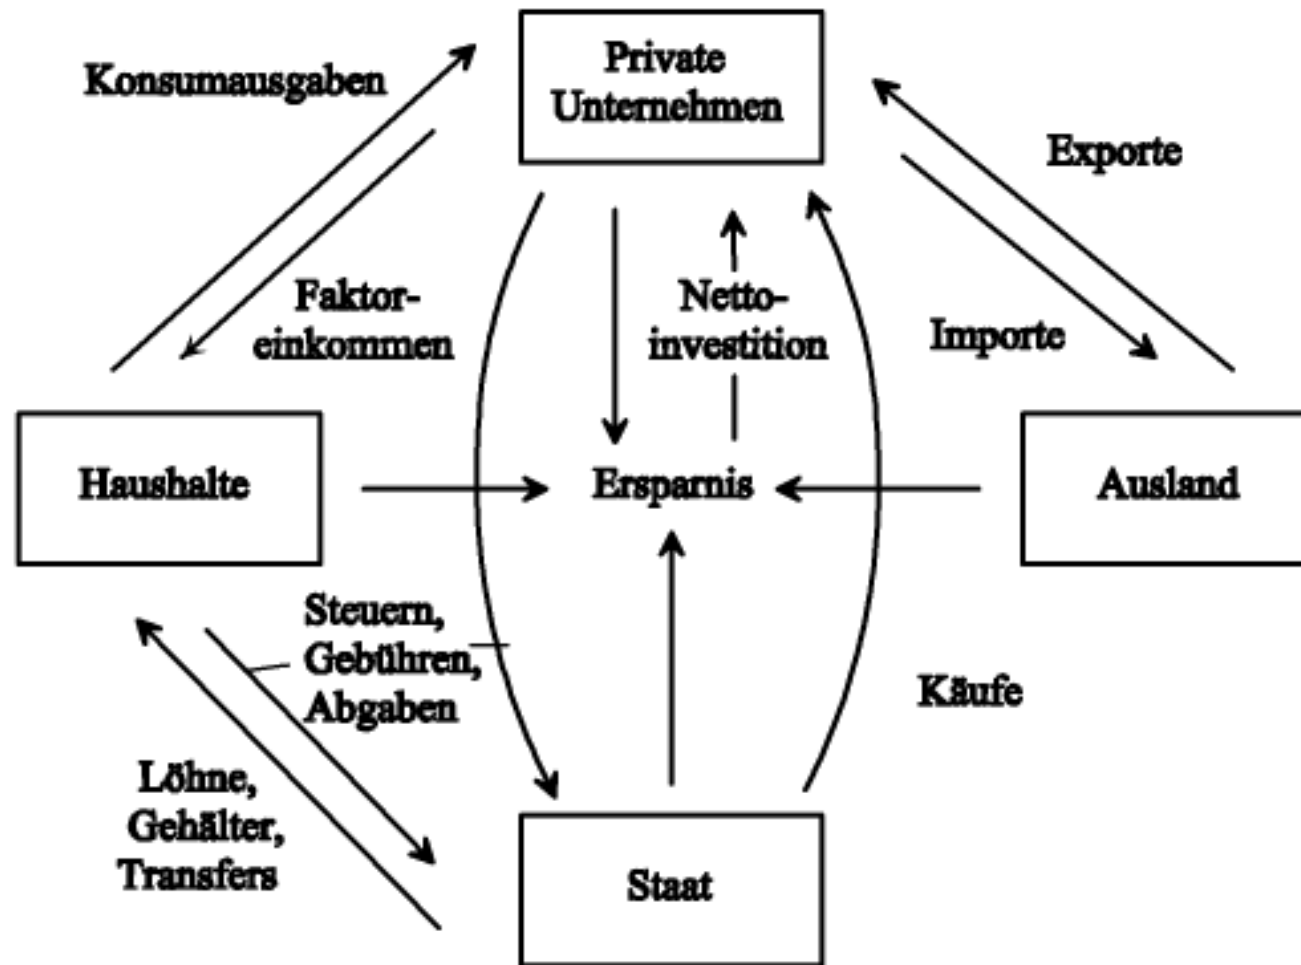 Private
Unternehmen
Konsumausgaben
Exporte
Faktor-
einkommen
Netto-
investition
Importe
Haushalte
Ersparnis
Ausland
Steuern,
Gebühren,
Abgaben
Käufe
Löhne,
Gehälter,
Transfers
Staat